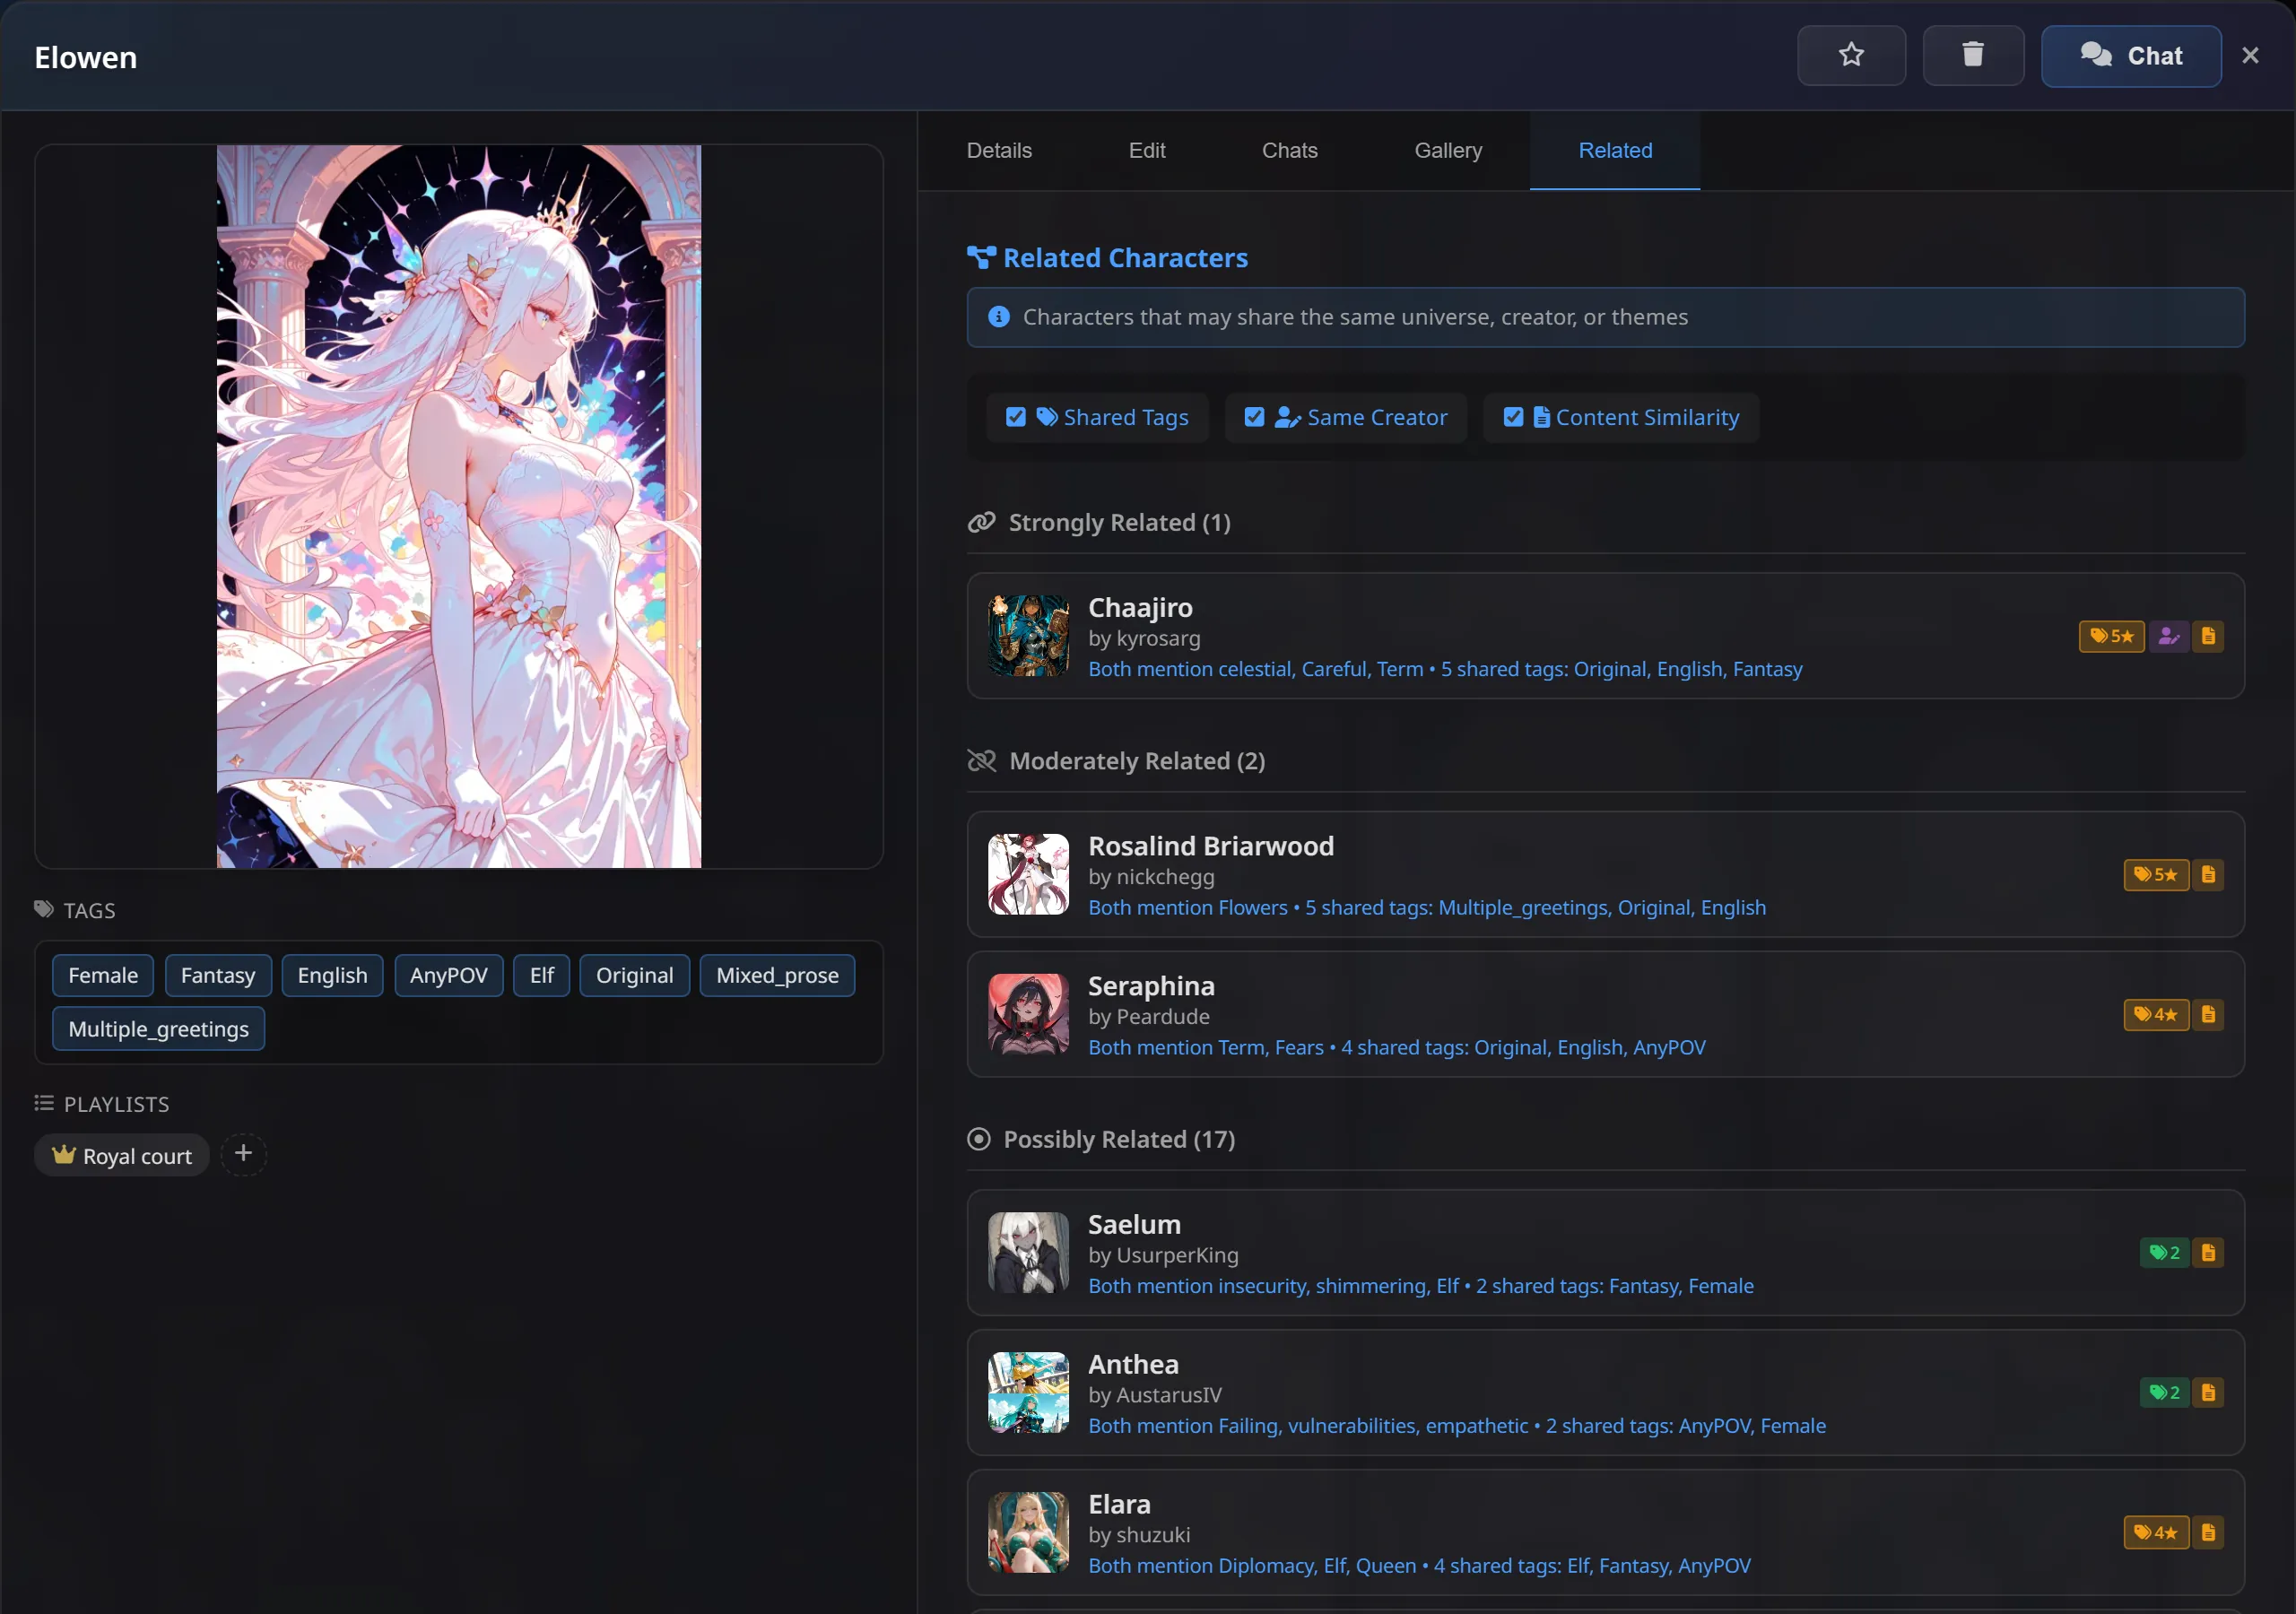 Elowen
Chat
Details
Edit
Chats
Gallery
Related
Related Characters
Characters that may share the same universe, creator, or themes
Shared Tags
Same Creator
Content Similarity
Strongly Related (1)
Chaajiro
by kyrosarg
Both mention celestial, Careful, Term • 5 shared tags: Original, English, Fantasy
5★
Moderately Related (2)
Rosalind Briarwood
by nickchegg
Both mention Flowers • 5 shared tags: Multiple_greetings, Original, English
5★
Seraphina
by Peardude
Both mention Term, Fears • 4 shared tags: Original, English, AnyPOV
4★
Possibly Related (17)
Saelum
by UsurperKing
Both mention insecurity, shimmering, Elf • 2 shared tags: Fantasy, Female
2
Anthea
by AustarusIV
Both mention Failing, vulnerabilities, empathetic • 2 shared tags: AnyPOV, Female
2
Elara
by shuzuki
Both mention Diplomacy, Elf, Queen • 4 shared tags: Elf, Fantasy, AnyPOV
4★
TAGS
Female
Fantasy
English
AnyPOV
Elf
Original
Mixed_prose
Multiple_greetings
PLAYLISTS
Royal court